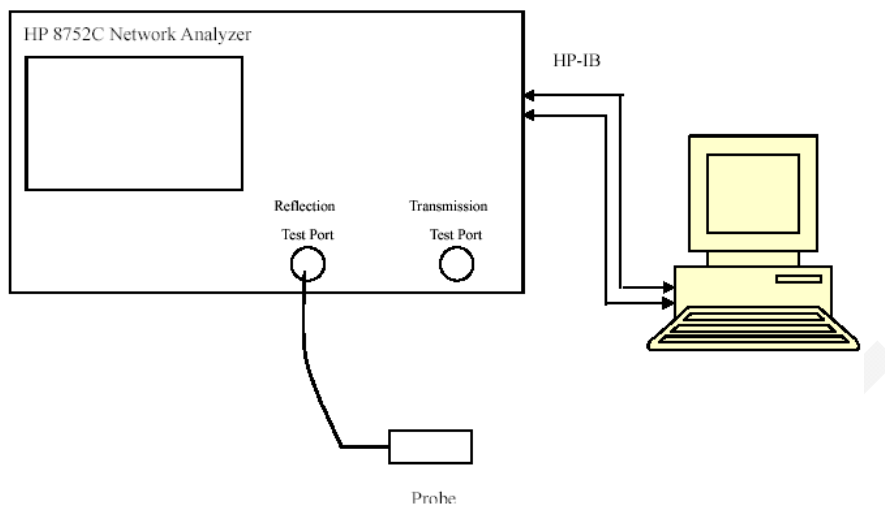 HP 8752C Network Analyzer
HP-IB
Reflection
Test Port
Transmission
Test Port
Probe